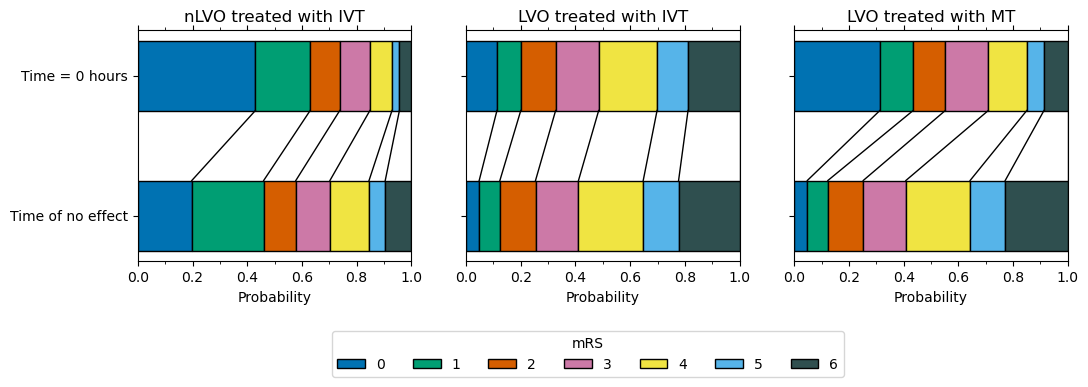 nLVO treated with IVT
LVO treated with IVT
LVO treated with MT
Time = 0 hours
Time of no effect
0.0 0.2 0.4 0.6 0.8 1.0
0.0 0.2 0.4 0.6 0.8 1.0
0.0 0.2 0.4 0.6 0.8 1.0
Probability
Probability
Probability
mRS
0 1 2 3 4 5 6